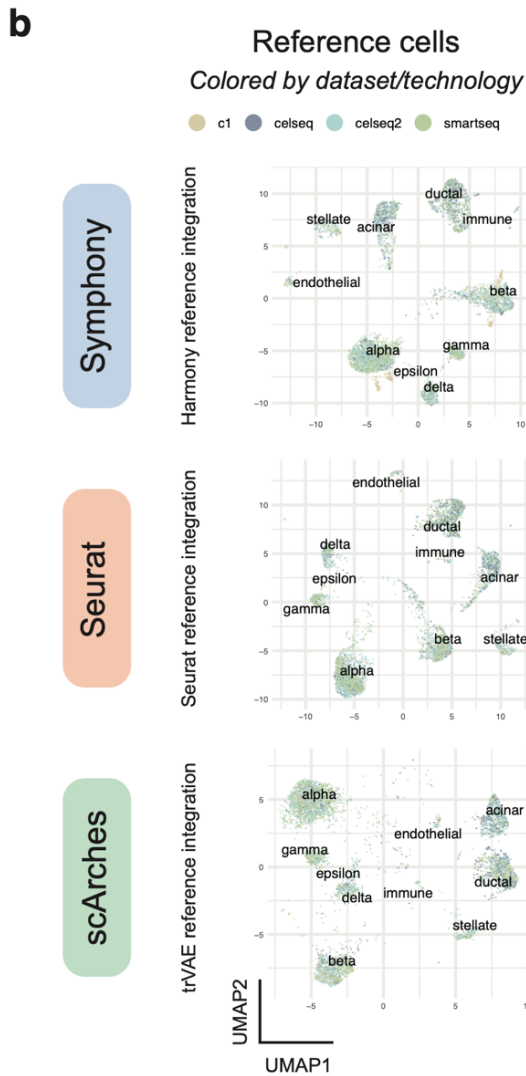 b
Reference cells
Colored by dataset/technology
c1 celseq celseq2 smartseq
Symphony
Harmony reference integration
10
5
0
−5
−10
ductal
stellate
immune
acinar
endothelial
beta
gamma
alpha
epsilon
delta
−10 −5 0 5 10
Seurat
Seurat reference integration
10
5
0
−5
−10
endothelial
ductal
delta
immune
epsilon
acinar
gamma
beta
stellate
alpha
−10 −5 0 5 10
scArches
trVAE reference integration
5
0
−5
alpha
acinar
endothelial
gamma
epsilon
ductal
delta
immune
stellate
beta
−5 0 5 10
UMAP2
UMAP1